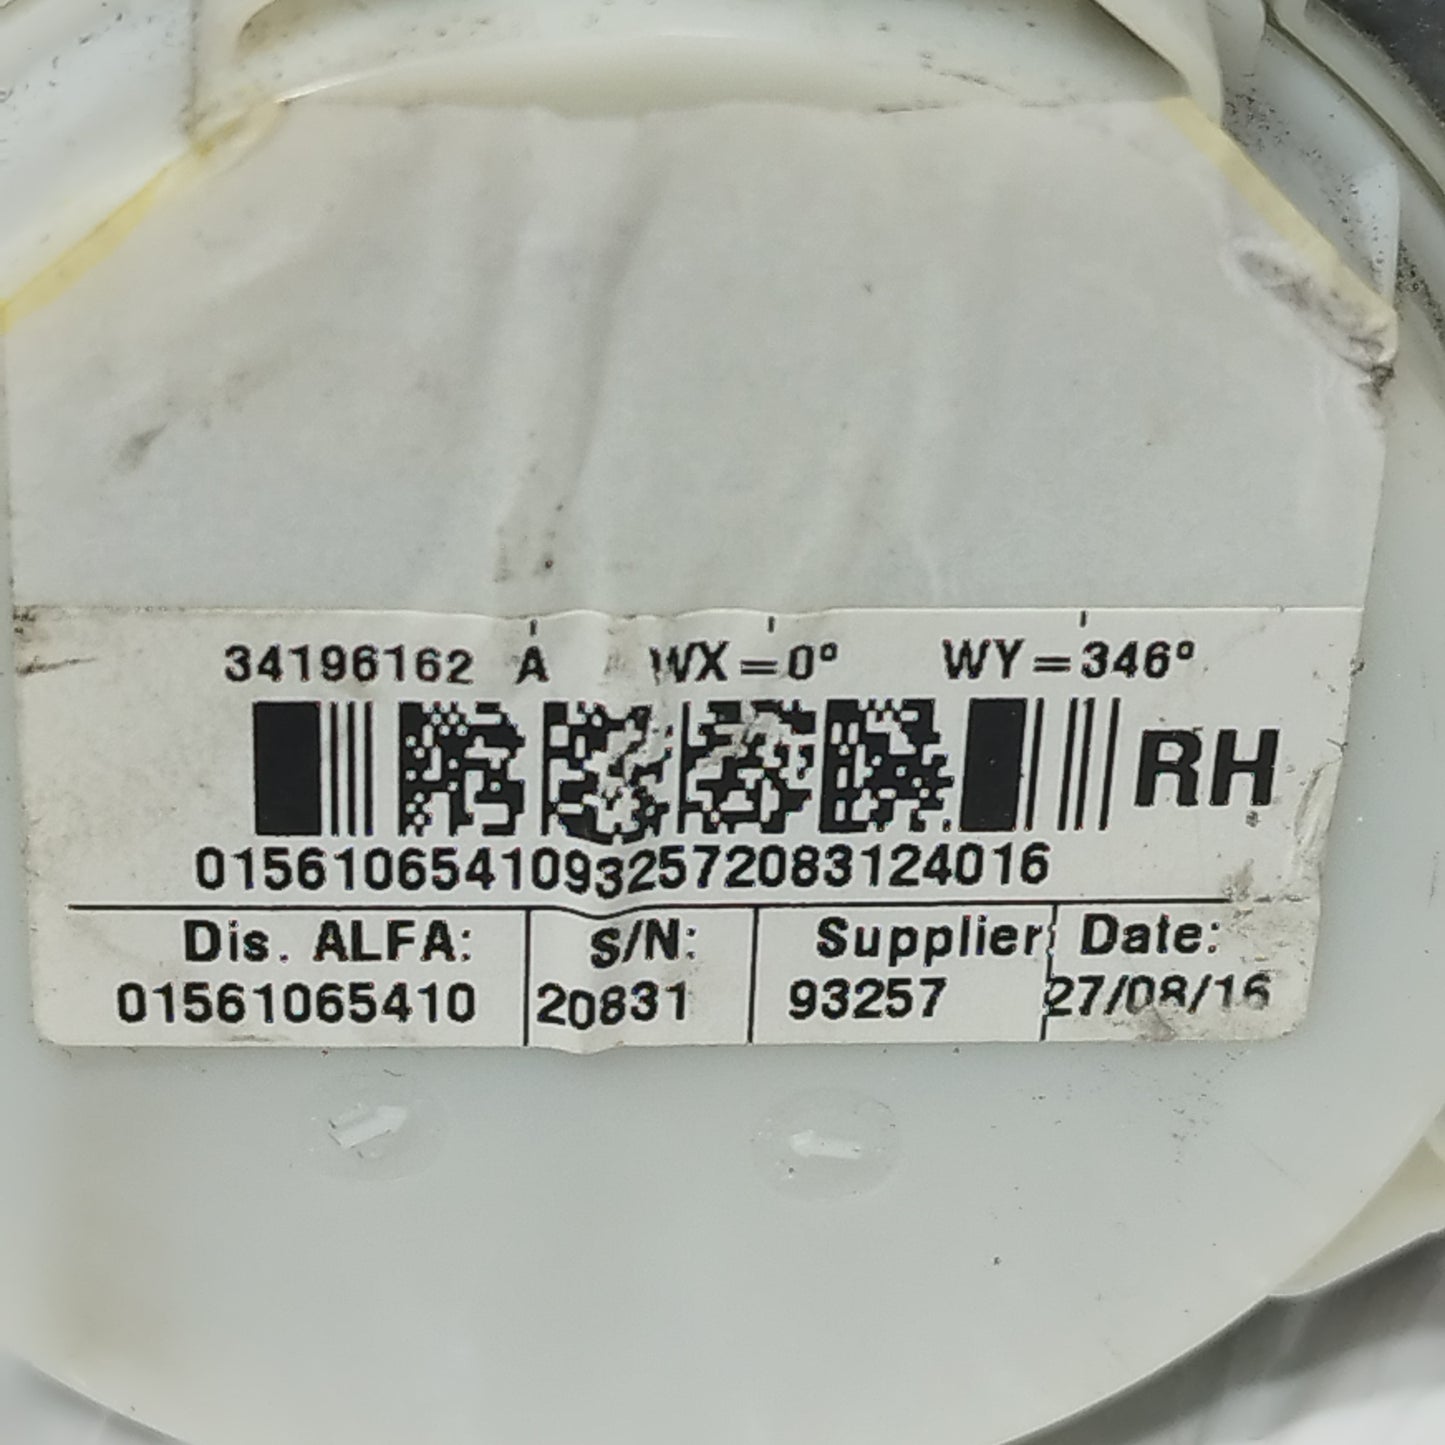 34196162 A WX=0° WY=346°
RH
01561065410932572083124016
Dis. ALFA: S/N: Supplier: Date:
01561065410 20831 93257 27/08/16